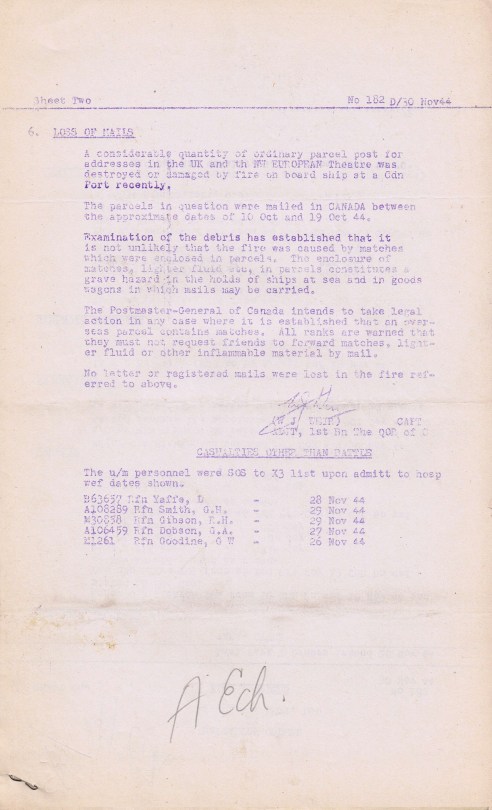 Sheet Two No 182 D/30 Nov44
6. LOSS OF MAILS
A considerable quantity of ordinary parcel post for
addresses in the UK and th NW EUROPEAN Theatre was
destroyed or damaged by fire on board ship at a Cdn
Port recently.
The parcels in question were mailed in CANADA between
the approximate dates of 10 Oct and 19 Oct 44.
Examination of the debris has established that it
is not unlikely that the fire was caused by matches
which were enclosed in parcels. The enclosure of
matches, lighter fluid etc, in parcels constitutes a
grave hazard in the holds of ships at sea and in goods
wagons in which mails may be carried.
The Postmaster-General of Canada intends to take legal
action in any case where it is established that an over-
seas parcel contains matches. All ranks are warned that
they must not request friends to forward matches, light-
er fluid or other inflammable material by mail.
No letter or registered mails were lost in the fire ref-
erred to above.
(W J WEIR) CAPT
ADJT, 1st Bn The QOR of C
CASUALTIES OTHER THAN BATTLE
The u/m personnel were SOS to X3 list upon admitt to hosp
wef dates shown.
B63657 Rfn Yaffe, D - 28 Nov 44
A108289 Rfn Smith, G.H. - 29 Nov 44
Rfn Gibson, - 29 Nov 44
A106459 Rfn Dobson, G.A. - 27 Nov 44
M1261 Rfn Goodine, G W - 26 Nov 44
A Ech.